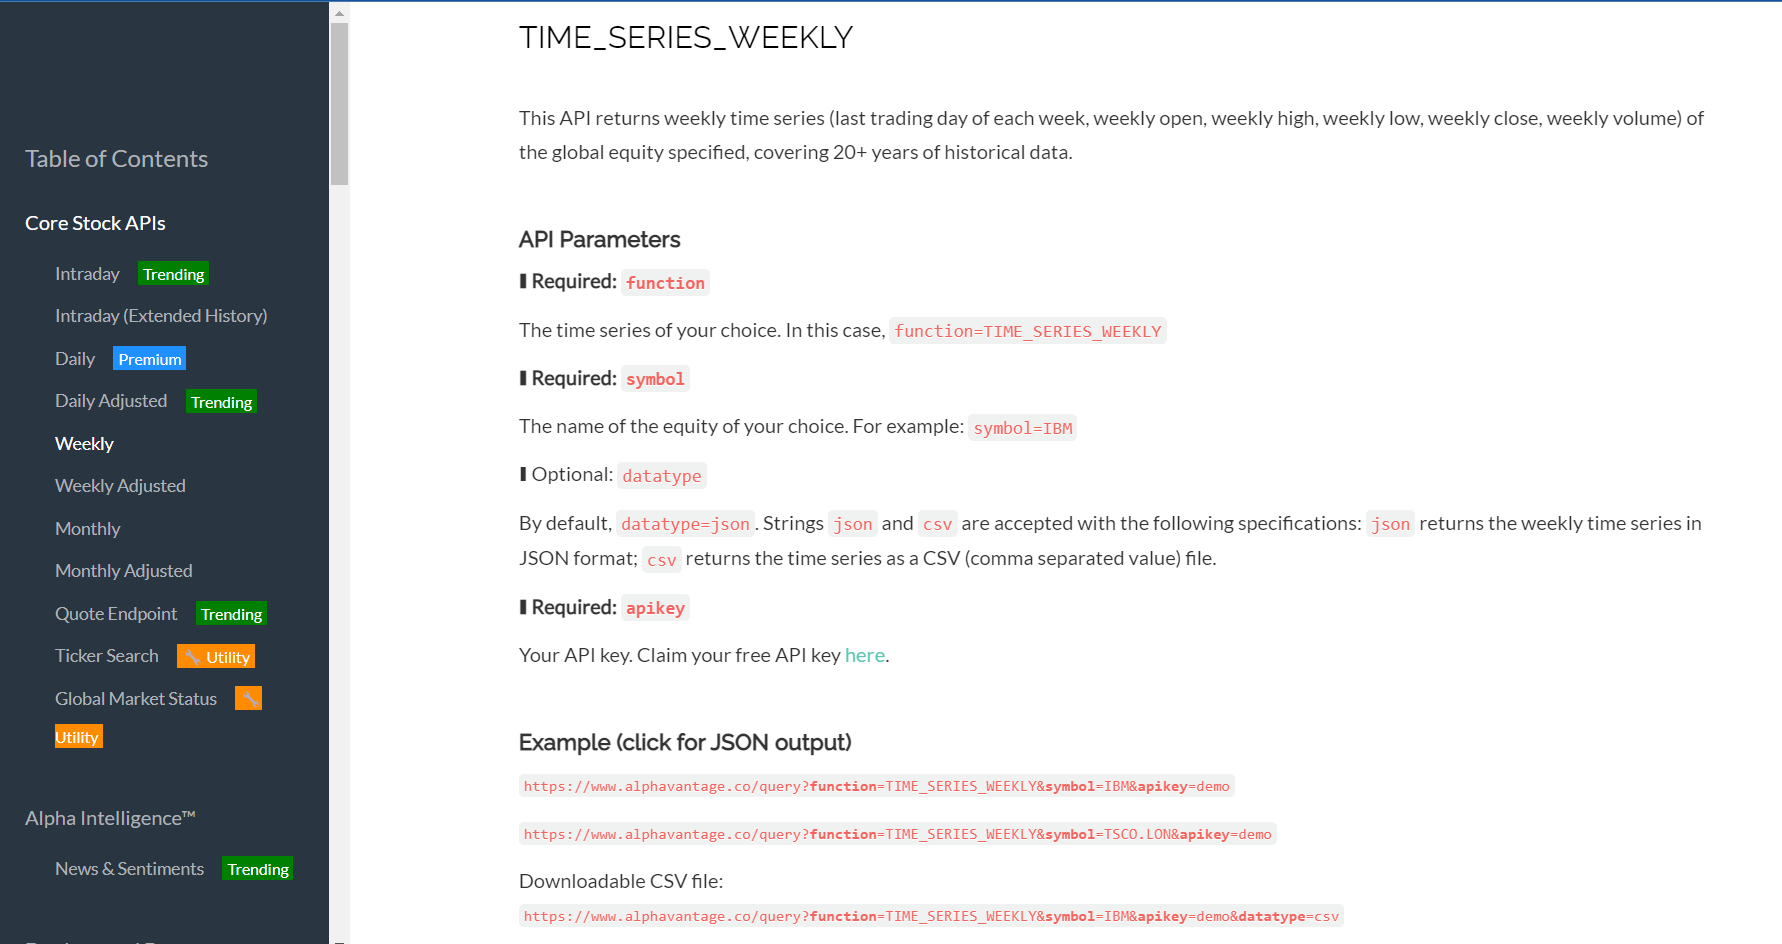 Table of Contents
Core Stock APIs
Intraday Trending
Intraday (Extended History)
Daily Premium
Daily Adjusted Trending
Weekly
Weekly Adjusted
Monthly
Monthly Adjusted
Quote Endpoint Trending
Ticker Search Utility
Global Market Status
Utility
Alpha Intelligence™
News & Sentiments Trending
TIME_SERIES_WEEKLY
This API returns weekly time series (last trading day of each week, weekly open, weekly high, weekly low, weekly close, weekly volume) of
the global equity specified, covering 20+ years of historical data.
API Parameters
❚ Required: function
The time series of your choice. In this case, function=TIME_SERIES_WEEKLY
❚ Required: symbol
The name of the equity of your choice. For example: symbol=IBM
❚ Optional: datatype
By default, datatype=json. Strings json and csv are accepted with the following specifications: json returns the weekly time series in
JSON format; csv returns the time series as a CSV (comma separated value) file.
❚ Required: apikey
Your API key. Claim your free API key here.
Example (click for JSON output)
https://www.alphavantage.co/query?function=TIME_SERIES_WEEKLY&symbol=IBM&apikey=demo
https://www.alphavantage.co/query?function=TIME_SERIES_WEEKLY&symbol=TSCO.LON&apikey=demo
Downloadable CSV file:
https://www.alphavantage.co/query?function=TIME_SERIES_WEEKLY&symbol=IBM&apikey=demo&datatype=csv